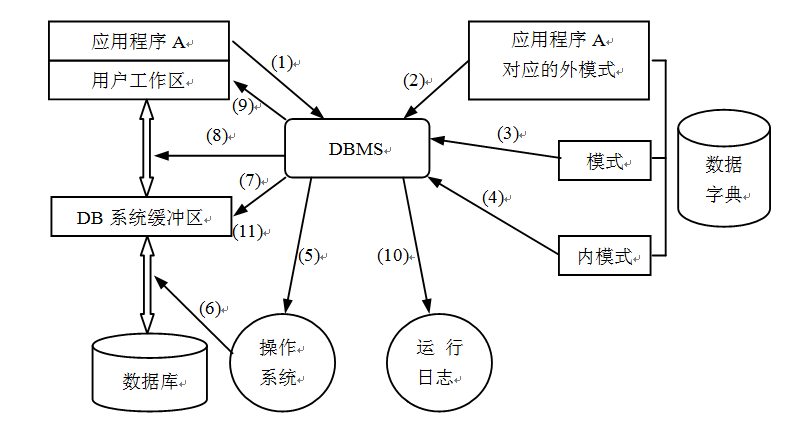 应用程序 A
用户工作区
(1)
(2)
应用程序 A
对应的外模式
(9)
(8)
DBMS
(3)
模式
数据
字典
(7)
(4)
DB 系统缓冲区
(11)
(5)
(10)
内模式
(6)
操作
系统
运 行
日志
数据库